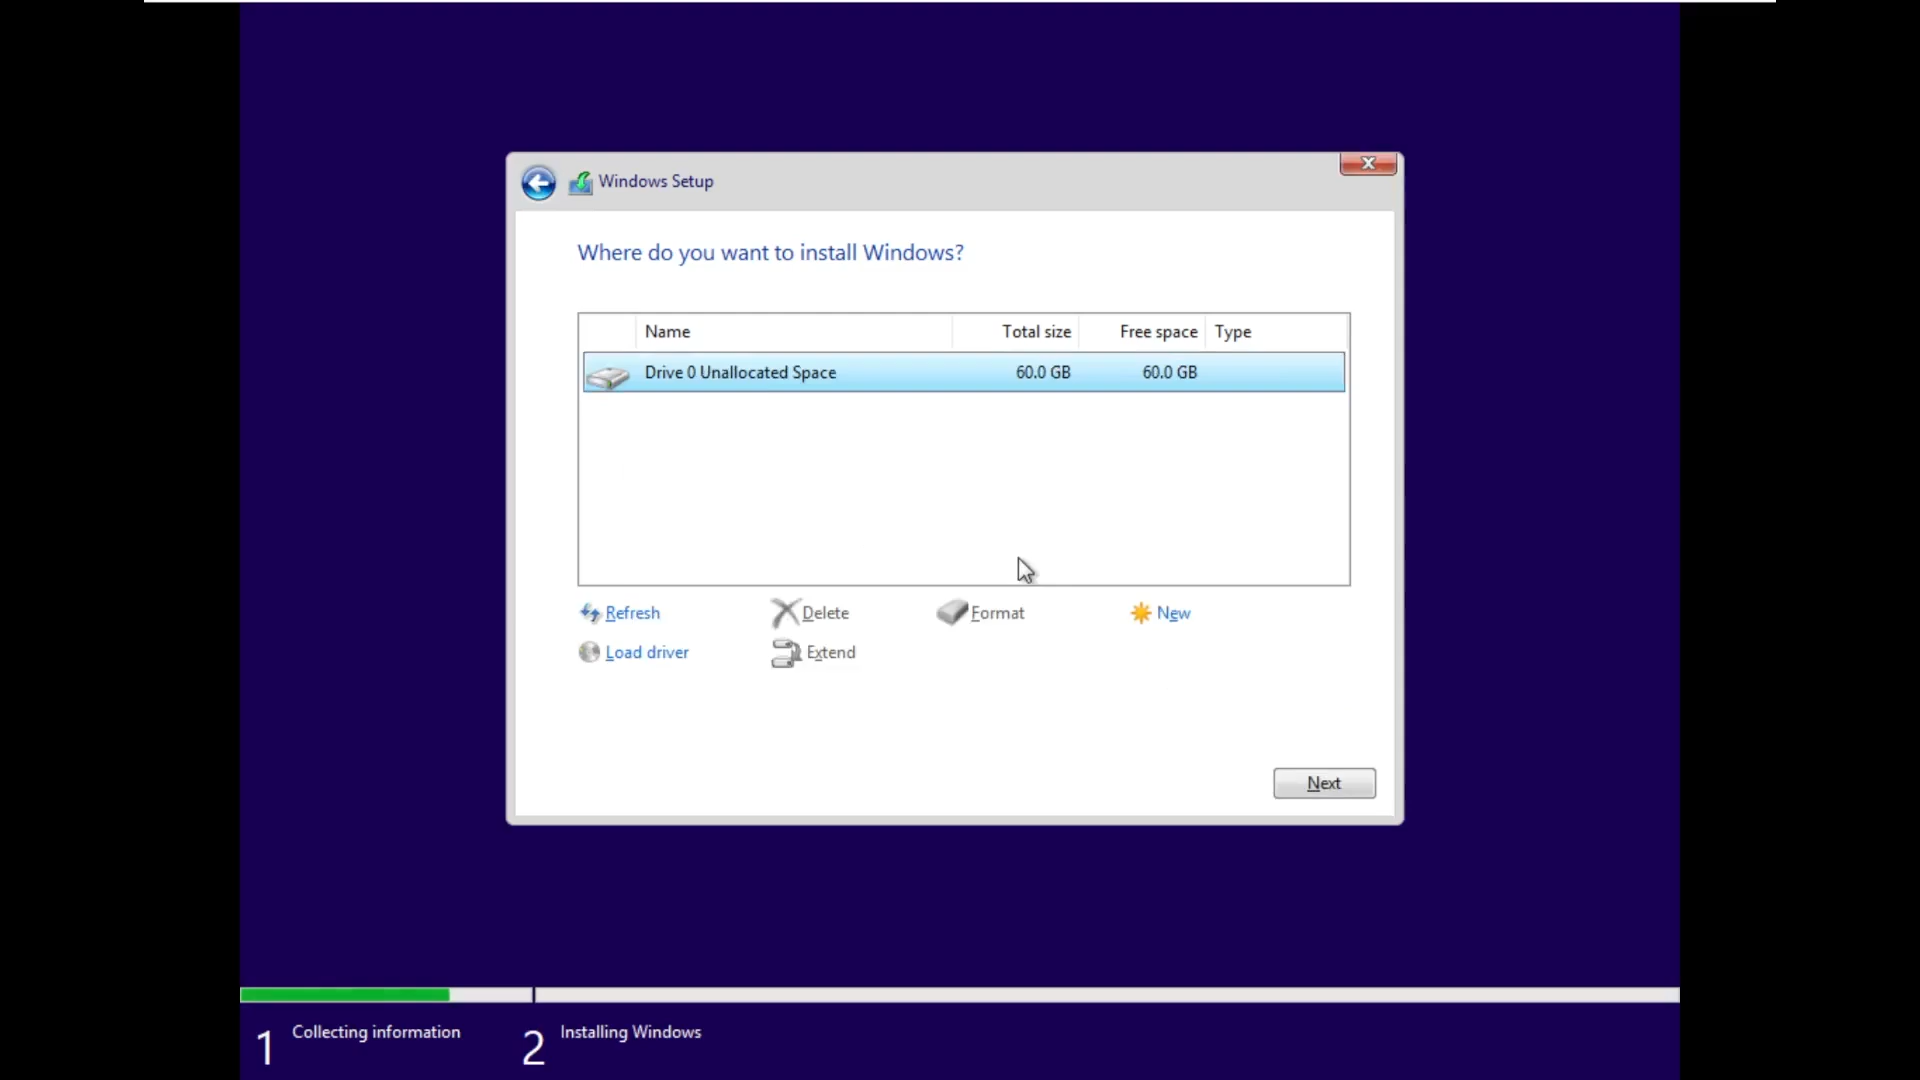 Windows Setup
Where do you want to install Windows?
Name Total size Free space Type
Drive 0 Unallocated Space 60.0 GB 60.0 GB
Refresh Delete Format New
Load driver Extend
Next
1 Collecting information 2 Installing Windows